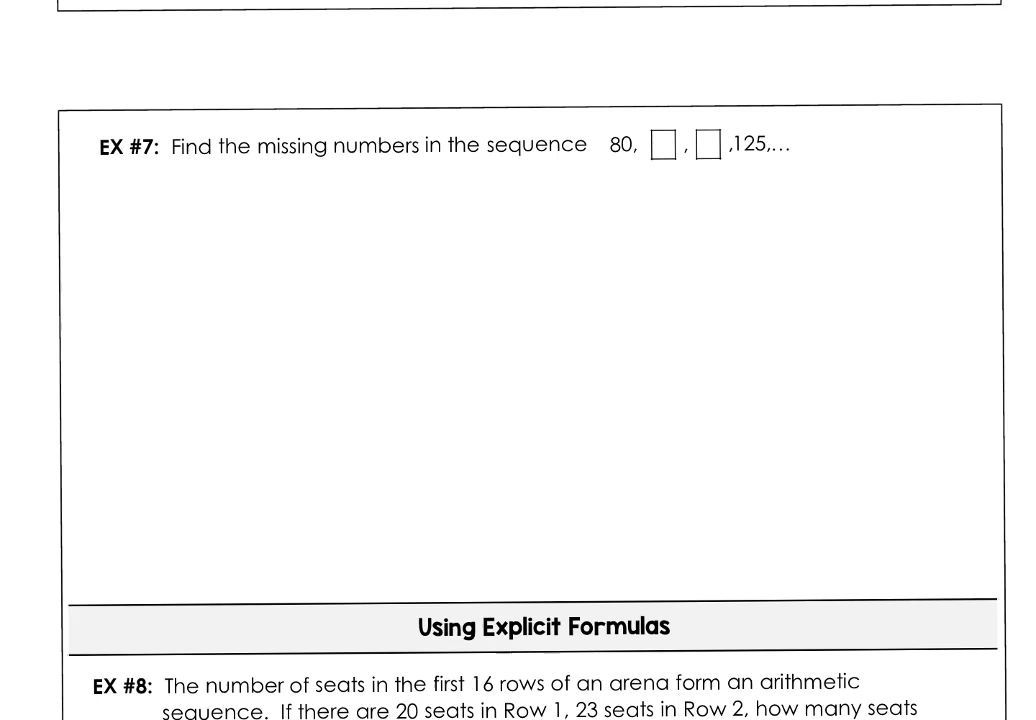 EX #7: Find the missing numbers in the sequence 80, □ , □ ,125,...
Using Explicit Formulas
EX #8: The number of seats in the first 16 rows of an arena form an arithmetic
sequence. If there are 20 seats in Row 1, 23 seats in Row 2, how many seats